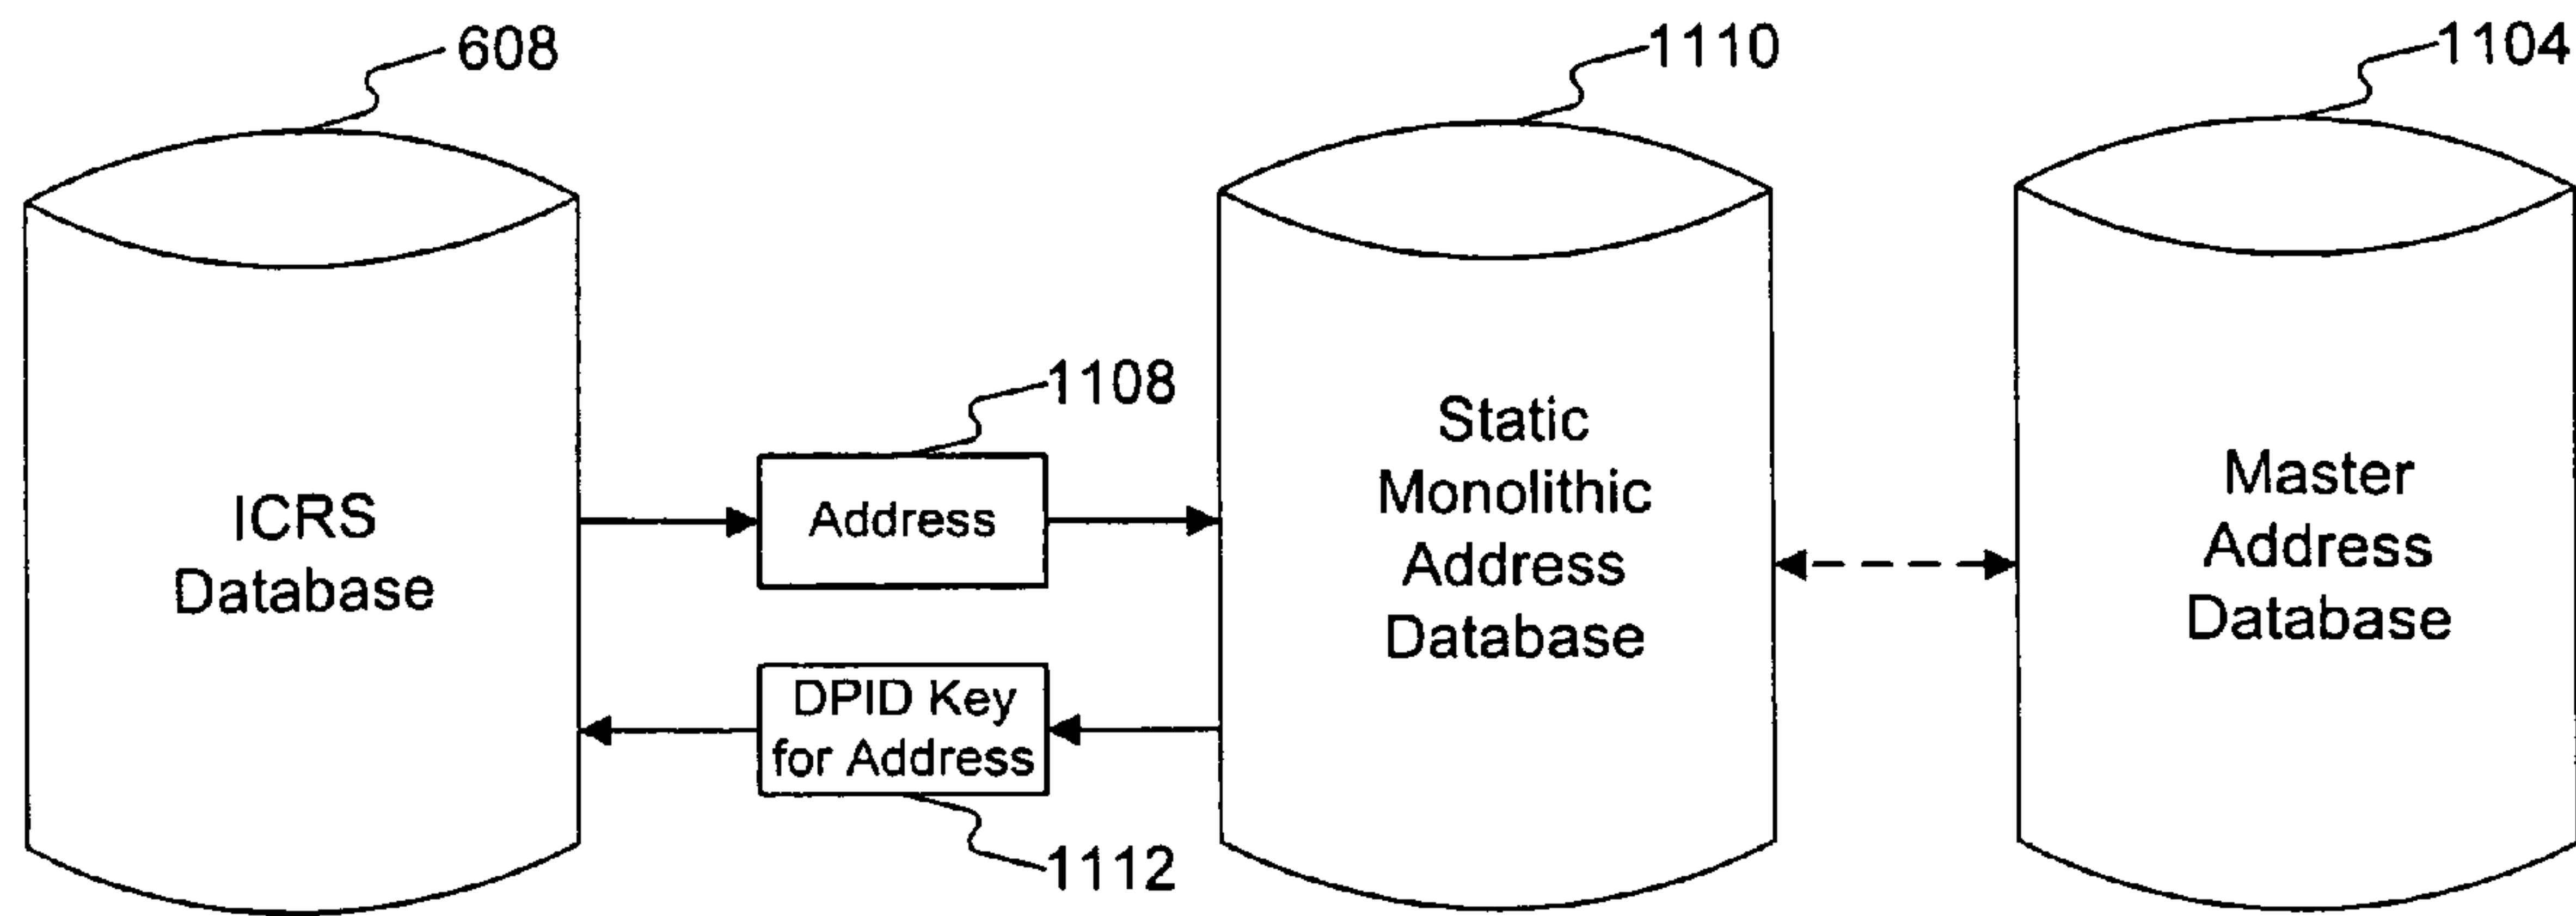 608
1110
1104
1108
ICRS
Database
Address
DPID Key
for Address
1112
Static
Monolithic
Address
Database
Master
Address
Database